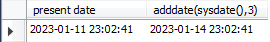 present date adddate(sysdate(),3)
2023-01-11 23:02:41 2023-01-14 23:02:41